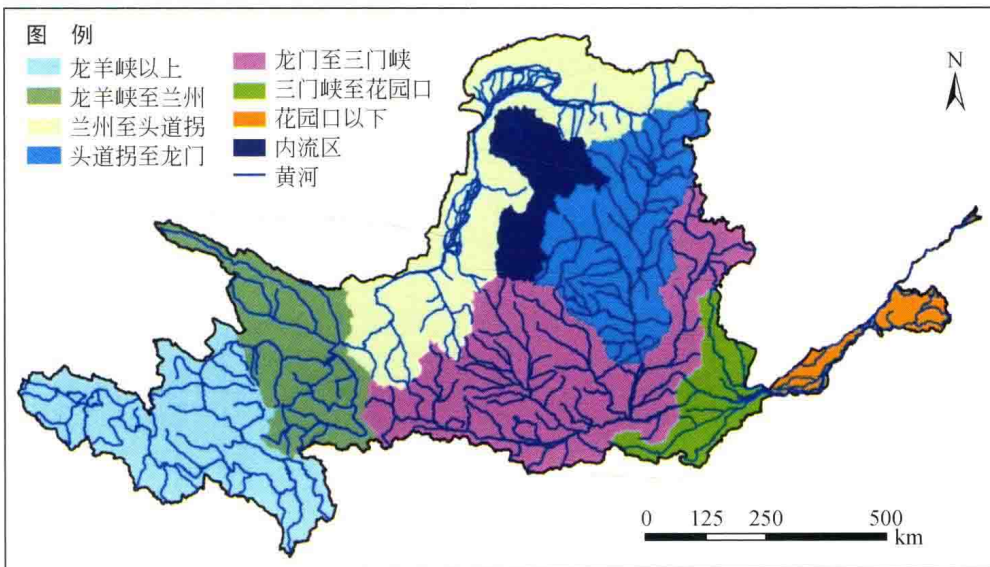 图 例
龙羊峡以上
龙羊峡至兰州
兰州至头道拐
头道拐至龙门
龙门至三门峡
三门峡至花园口
花园口以下
内流区
黄河
N
0 125 250 500
km